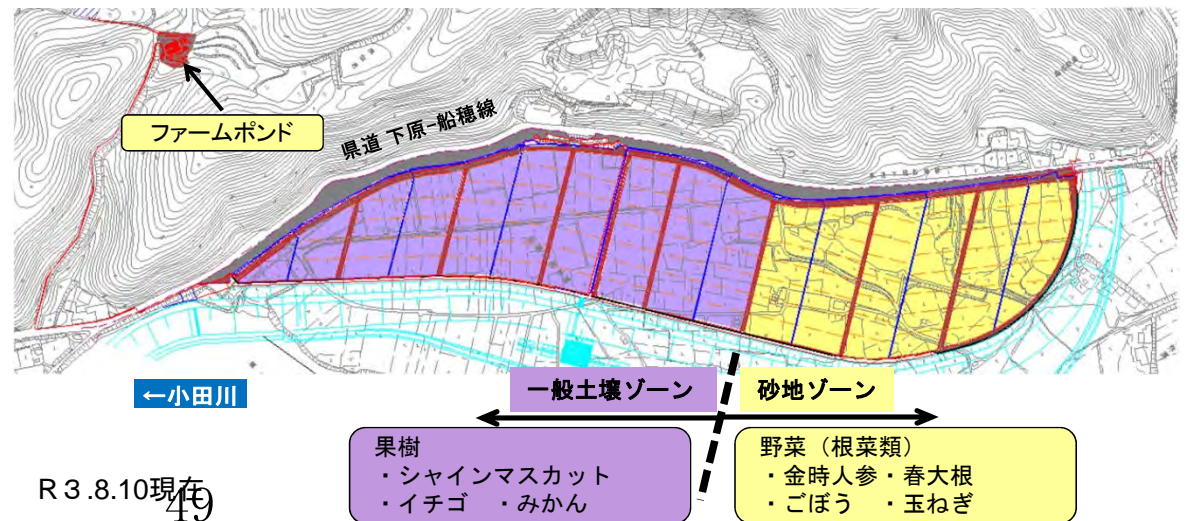 ファームポンド
県道 下原-船穂線
←小田川
一般土壌ゾーン
砂地ゾーン
果樹
・シャインマスカット
・イチゴ ・みかん
野菜（根菜類）
・金時人参・春大根
・ごぼう ・玉ねぎ
R３.8.10現在
49